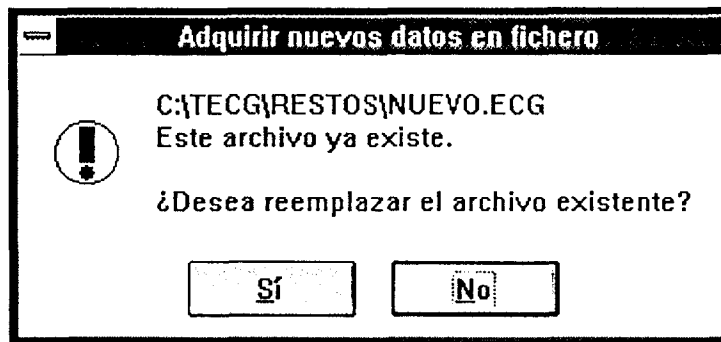 Adquirir nuevos datos en fichero
C:\TECG\RESTOS\NUEVO.ECG
Este archivo ya existe.
¿Desea reemplazar el archivo existente?
Sí
No